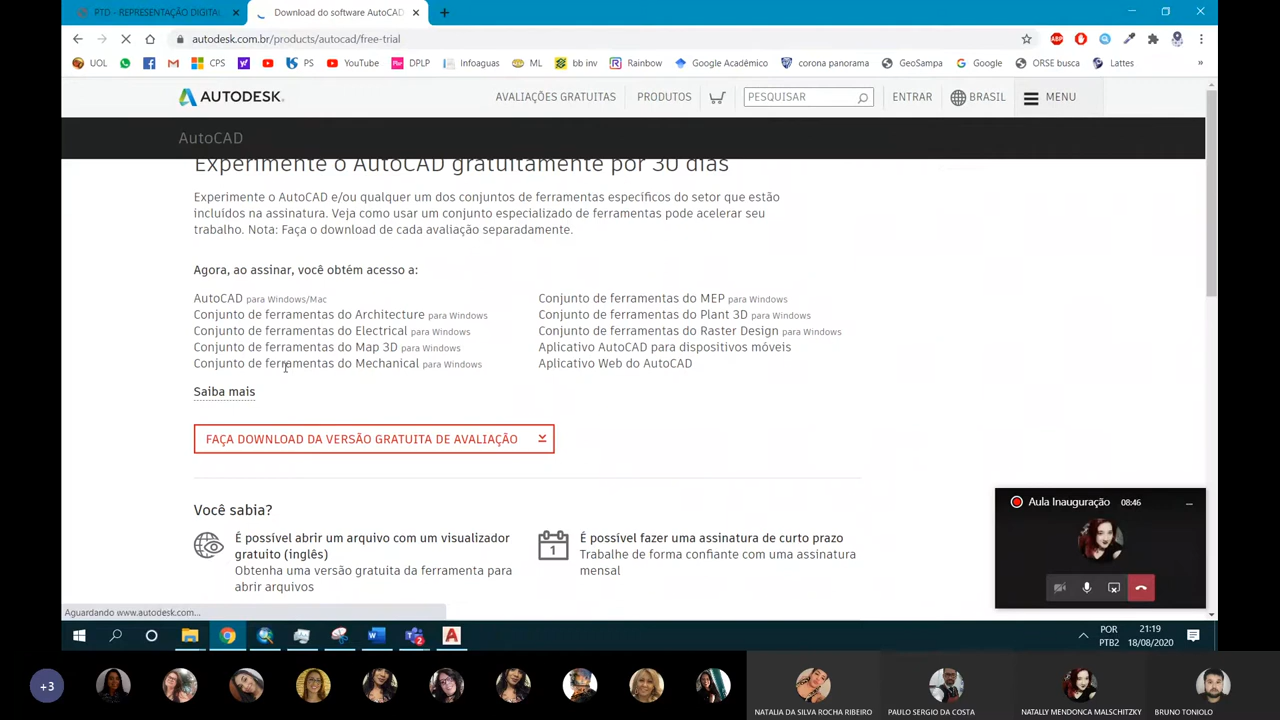 PTD - REPRESENTAÇÃO DIGITAL
Download do software AutoCAD
autodesk.com.br/products/autocad/free-trial
ABP
UOL
CPS
PS
YouTube
DPLP
Infoaguas
ML
bb inv
Rainbow
Google Acadêmico
corona panorama
GeoSampa
Google
ORSE busca
Lattes
»
AUTODESK.
AVALIAÇÕES GRATUITAS
PRODUTOS
PESQUISAR
ENTRAR
BRASIL
MENU
AutoCAD
Experimente o AutoCAD gratuitamente por 30 dias
Experimente o AutoCAD e/ou qualquer um dos conjuntos de ferramentas específicos do setor que estão
incluídos na assinatura. Veja como usar um conjunto especializado de ferramentas pode acelerar seu
trabalho. Nota: Faça o download de cada avaliação separadamente.
Agora, ao assinar, você obtém acesso a:
AutoCAD para Windows/Mac
Conjunto de ferramentas do Architecture para Windows
Conjunto de ferramentas do Electrical para Windows
Conjunto de ferramentas do Map 3D para Windows
Conjunto de ferramentas do Mechanical para Windows
Conjunto de ferramentas do MEP para Windows
Conjunto de ferramentas do Plant 3D para Windows
Conjunto de ferramentas do Raster Design para Windows
Aplicativo AutoCAD para dispositivos móveis
Aplicativo Web do AutoCAD
Saiba mais
FAÇA DOWNLOAD DA VERSÃO GRATUITA DE AVALIAÇÃO
Você sabia?
É possível abrir um arquivo com um visualizador
gratuito (inglês)
Obtenha uma versão gratuita da ferramenta para
abrir arquivos
1
É possível fazer uma assinatura de curto prazo
Trabalhe de forma confiante com uma assinatura
mensal
Aula Inauguração 08:46
Aguardando www.autodesk.com...
POR
PTB2
21:19
18/08/2020
+3
NATALIA DA SILVA ROCHA RIBEIRO
PAULO SERGIO DA COSTA
NATALLY MENDONCA MALSCHITZKY
BRUNO TONIOLO